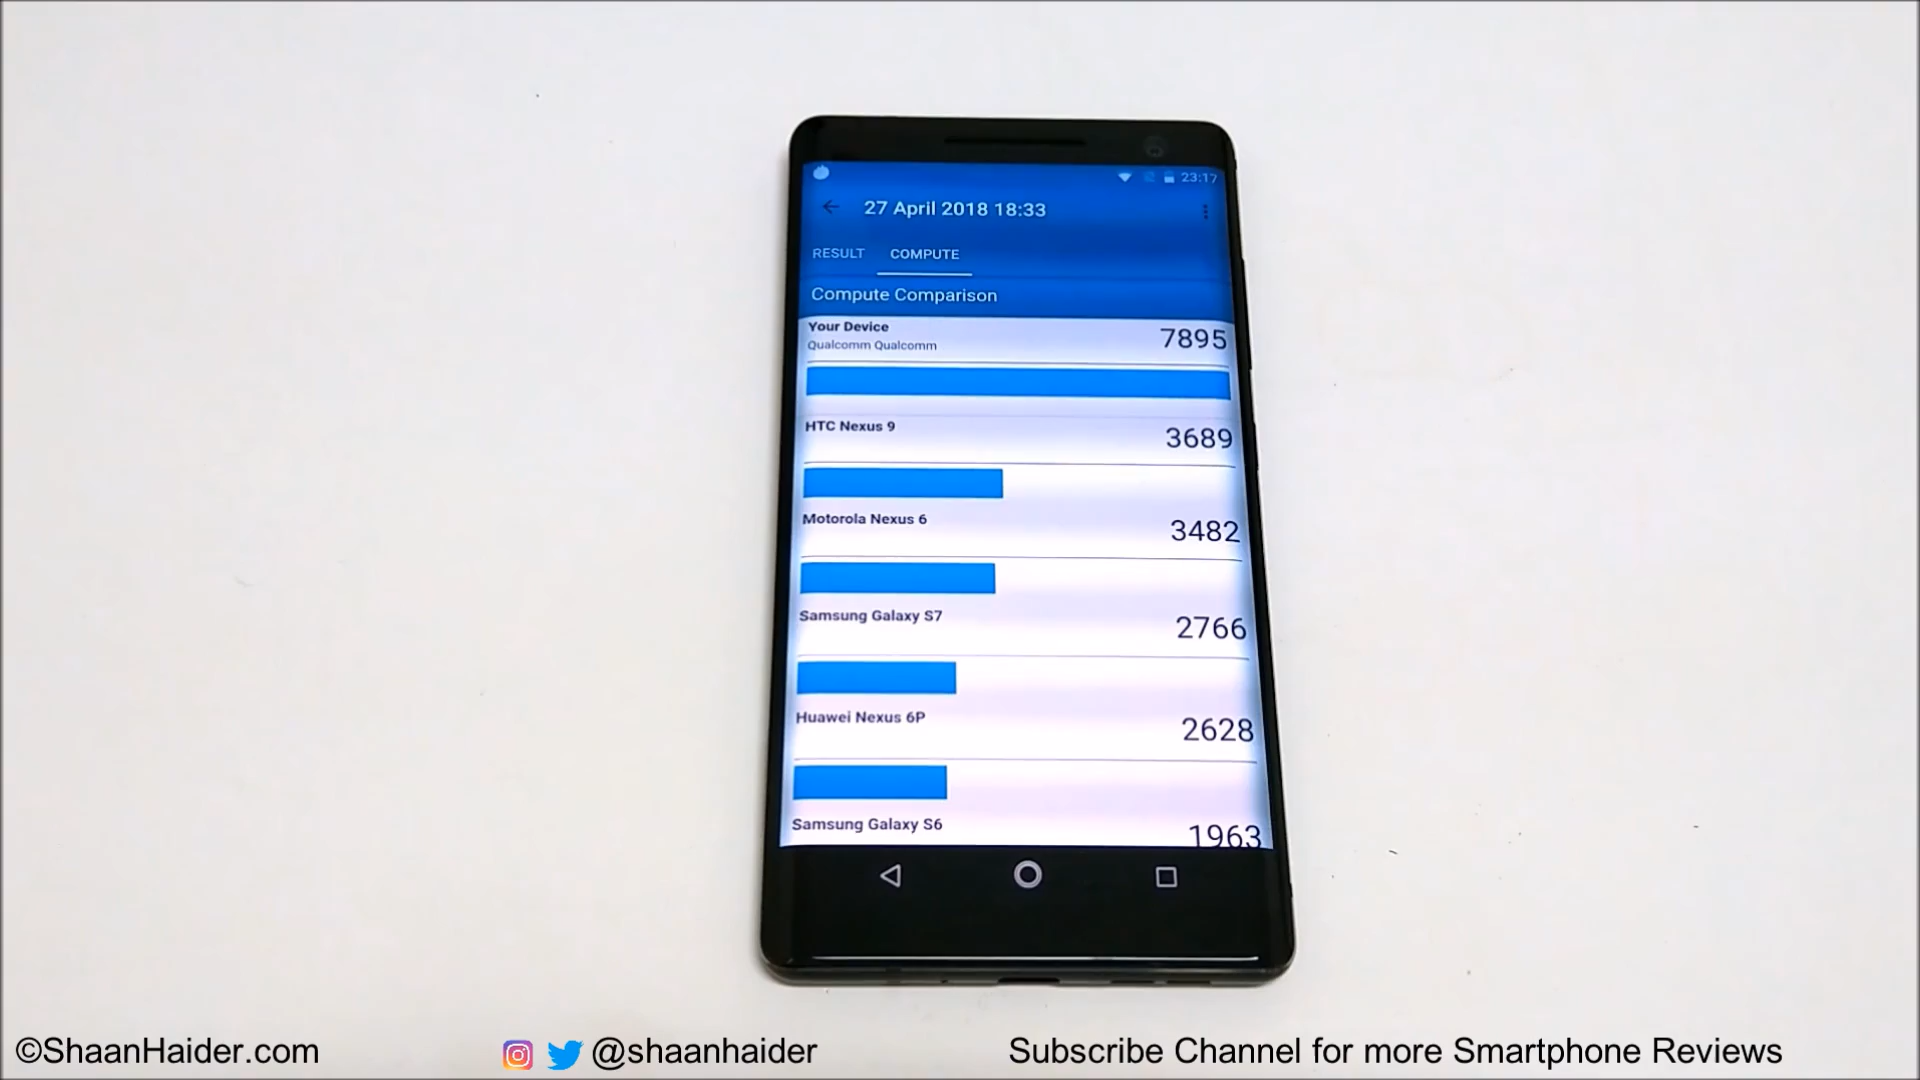 23:17
27 April 2018 18:33
RESULT COMPUTE
Compute Comparison
Your Device
Qualcomm Qualcomm
7895
HTC Nexus 9
3689
Motorola Nexus 6
3482
Samsung Galaxy S7
2766
Huawei Nexus 6P
2628
Samsung Galaxy S6
1963
©ShaanHaider.com @shaanhaider Subscribe Channel for more Smartphone Reviews